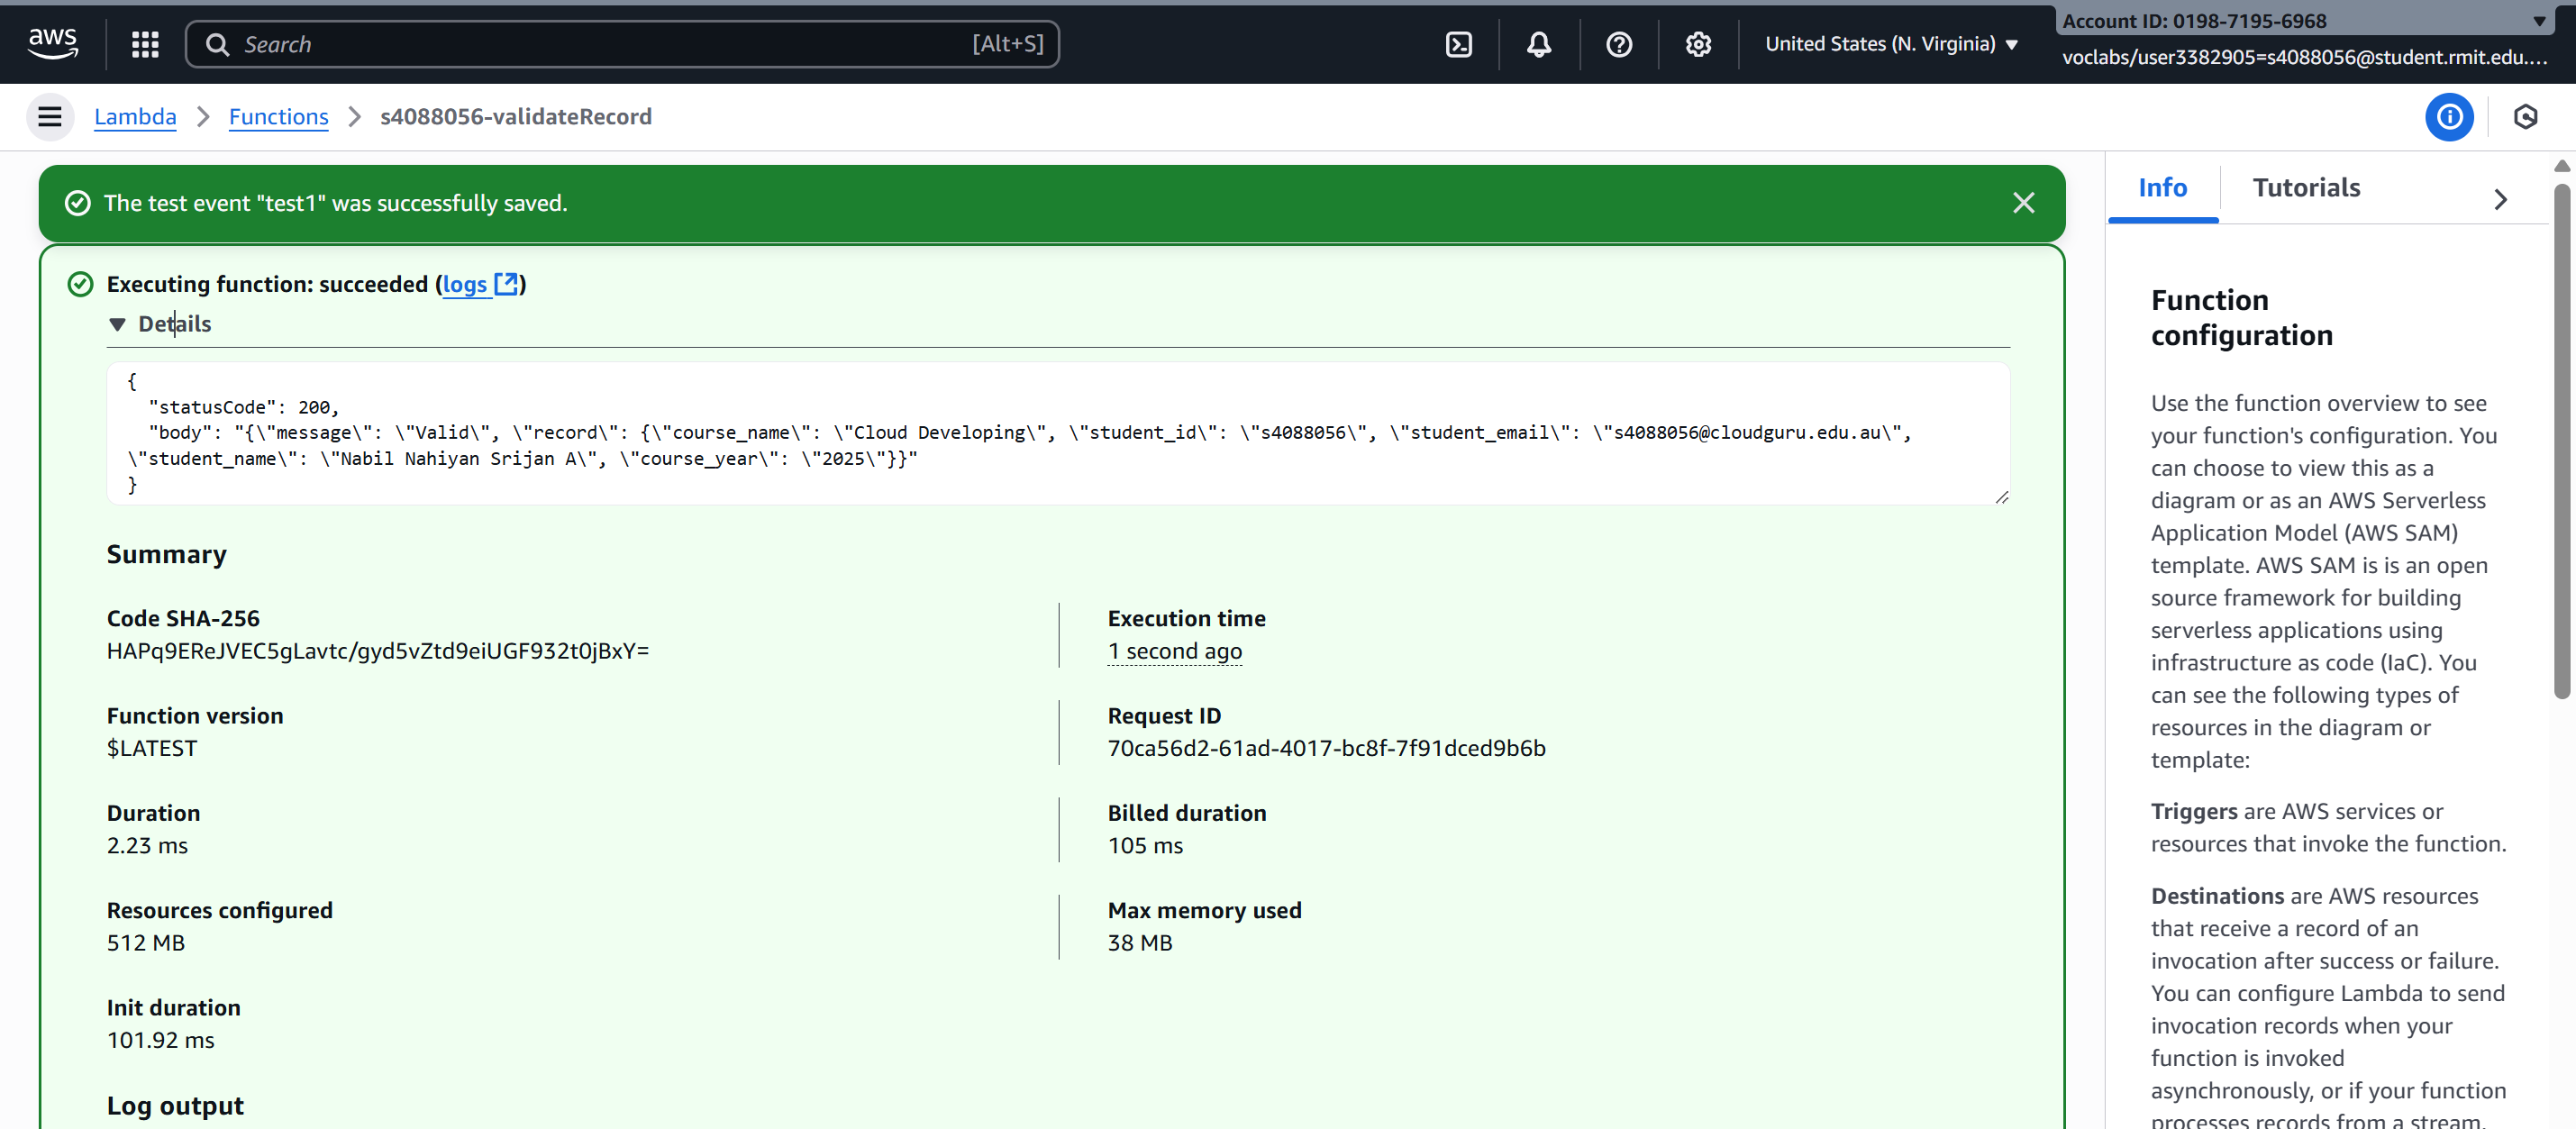 aws
Search
[Alt+S]
United States (N. Virginia) ▼
Account ID: 0198-7195-6968
voclabs/user3382905=s4088056@student.rmit.edu....
Lambda > Functions > s4088056-validateRecord
The test event "test1" was successfully saved.
Executing function: succeeded (logs)
Details
{
  "statusCode": 200,
  "body": "{\"message\": \"Valid\", \"record\": {\"course_name\": \"Cloud Developing\", \"student_id\": \"s4088056\", \"student_email\": \"s4088056@cloudguru.edu.au\",
\"student_name\": \"Nabil Nahiyan Srijan A\", \"course_year\": \"2025\"}}"
}
Summary
Code SHA-256
HAPq9EReJVEC5gLavtc/gyd5vZtd9eiUGF932t0jBxY=
Execution time
1 second ago
Function version
$LATEST
Request ID
70ca56d2-61ad-4017-bc8f-7f91dced9b6b
Duration
2.23 ms
Billed duration
105 ms
Resources configured
512 MB
Max memory used
38 MB
Init duration
101.92 ms
Log output
Info
Tutorials
Function
configuration
Use the function overview to see
your function's configuration. You
can choose to view this as a
diagram or as an AWS Serverless
Application Model (AWS SAM)
template. AWS SAM is is an open
source framework for building
serverless applications using
infrastructure as code (IaC). You
can see the following types of
resources in the diagram or
template:
Triggers are AWS services or
resources that invoke the function.
Destinations are AWS resources
that receive a record of an
invocation after success or failure.
You can configure Lambda to send
invocation records when your
function is invoked
asynchronously, or if your function
processes records from a stream.